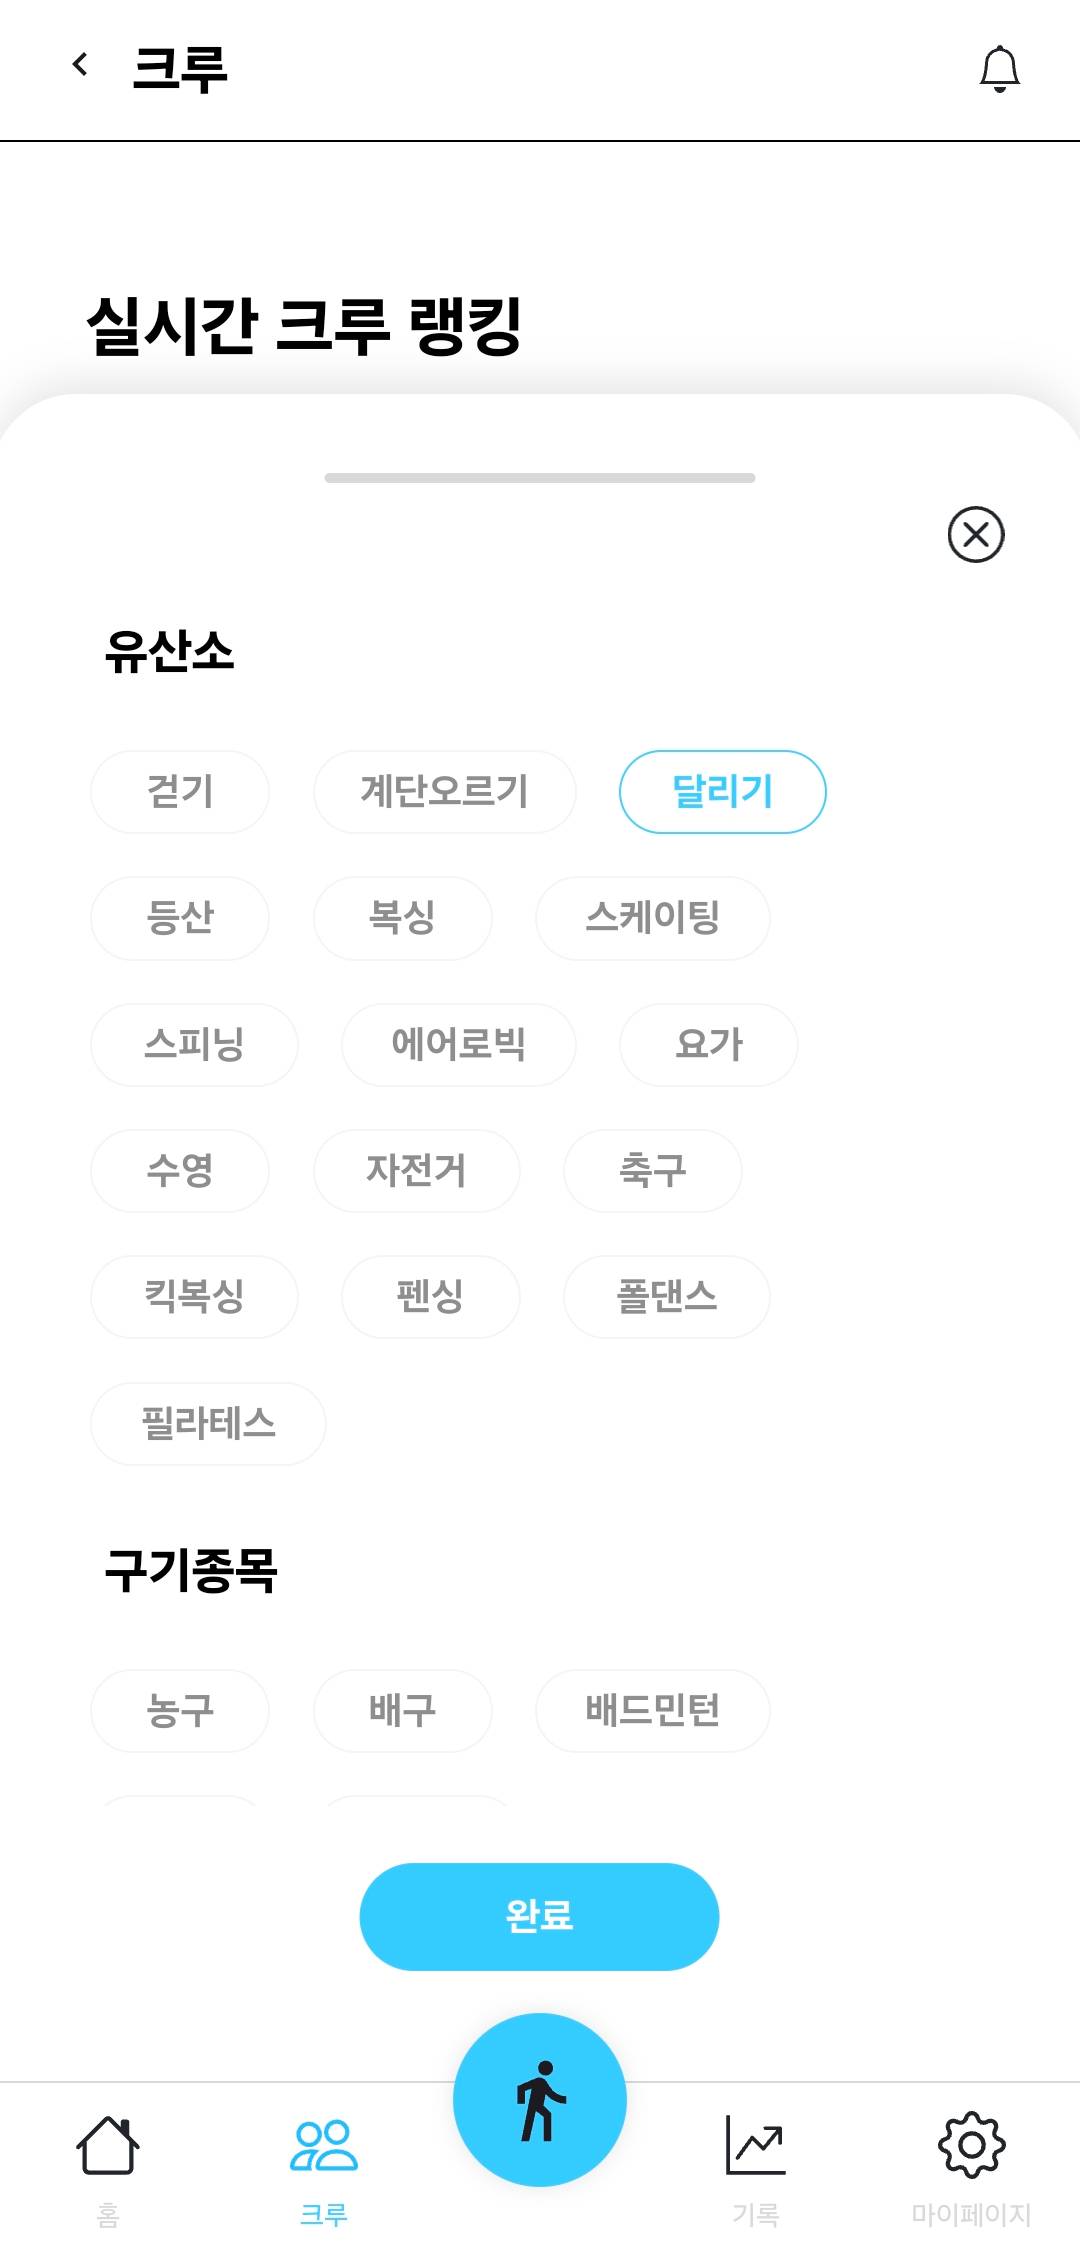 크루
실시간 크루 랭킹
유산소
걷기 계단오르기 달리기
등산 복싱 스케이팅
스피닝 에어로빅 요가
수영 자전거 축구
킥복싱 펜싱 폴댄스
필라테스
구기종목
농구 배구 배드민턴
완료
홈 크루 기록 마이페이지